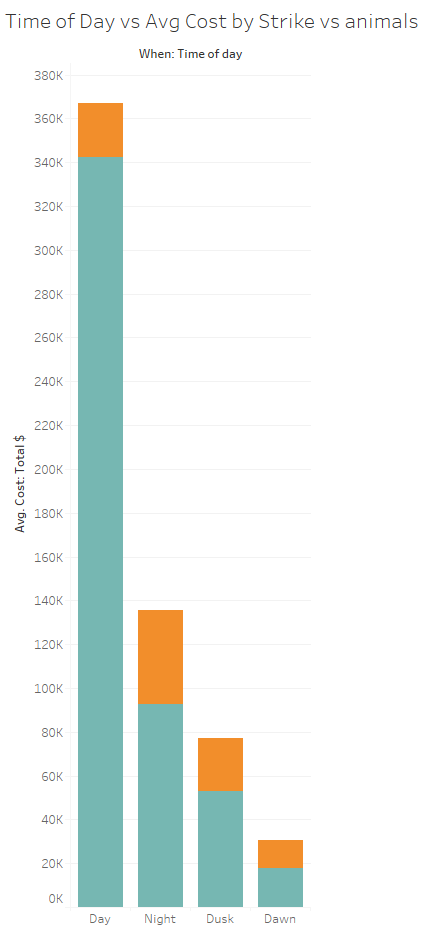 Time of Day vs Avg Cost by Strike vs animals
When: Time of day
380K
360K
340K
320K
300K
280K
260K
240K
220K
200K
180K
160K
140K
120K
100K
80K
60K
40K
20K
0K
Avg. Cost: Total $
Day Night Dusk Dawn